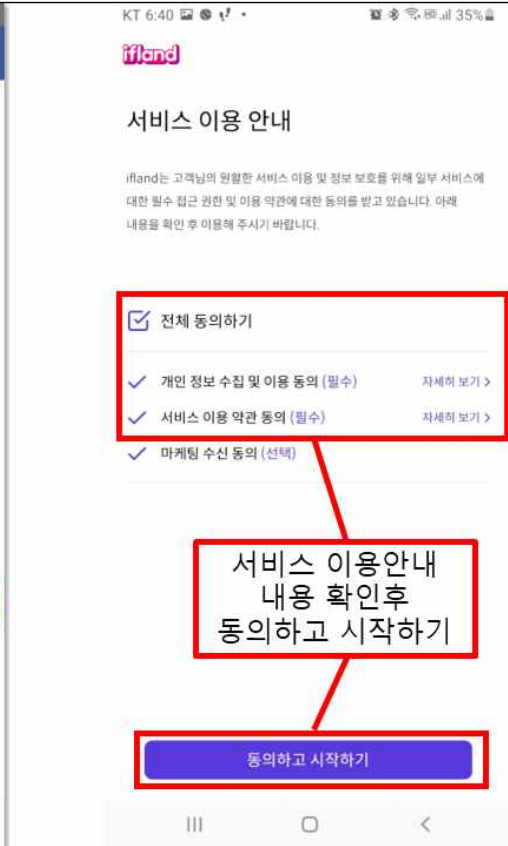 KT 6:40
35%
ifland
서비스 이용 안내
ifland는 고객님의 원활한 서비스 이용 및 정보 보호를 위해 일부 서비스에
대한 필수 접근 권한 및 이용 약관에 대한 동의를 받고 있습니다. 아래
내용을 확인 후 이용해 주시기 바랍니다.
전체 동의하기
개인 정보 수집 및 이용 동의 (필수) 자세히 보기 >
서비스 이용 약관 동의 (필수) 자세히 보기 >
마케팅 수신 동의 (선택)
서비스 이용안내
내용 확인후
동의하고 시작하기
동의하고 시작하기